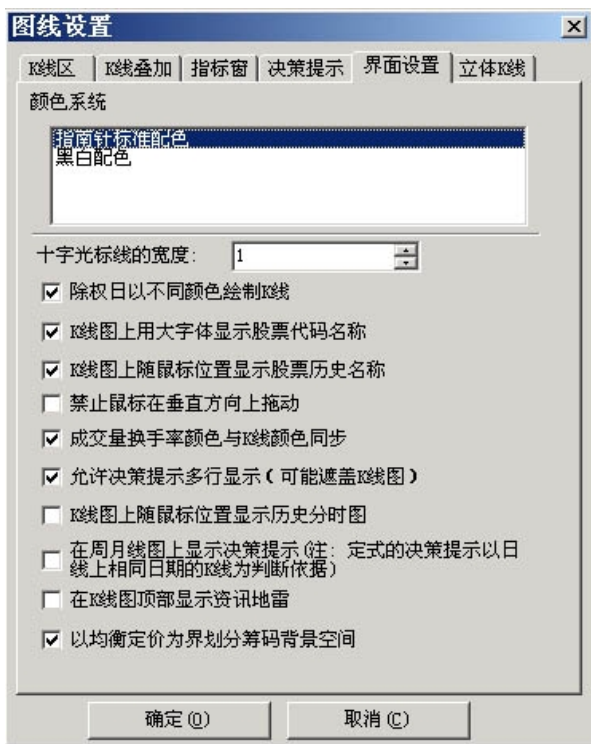 图线设置
K线区 K线叠加 指标窗 决策提示 界面设置 立体K线
颜色系统
指南针标准配色
黑白配色
十字光标线的宽度: 1
除权日以不同颜色绘制K线
K线图上用大字体显示股票代码名称
K线图上随鼠标位置显示股票历史名称
禁止鼠标在垂直方向上拖动
成交量换手率颜色与K线颜色同步
允许决策提示多行显示(可能遮盖K线图)
K线图上随鼠标位置显示历史分时图
在周月线图上显示决策提示(注: 定式的决策提示以日
线上相同日期的K线为判断依据)
在K线图顶部显示资讯地雷
以均衡定价为界划分筹码背景空间
确定(O) 取消(C)